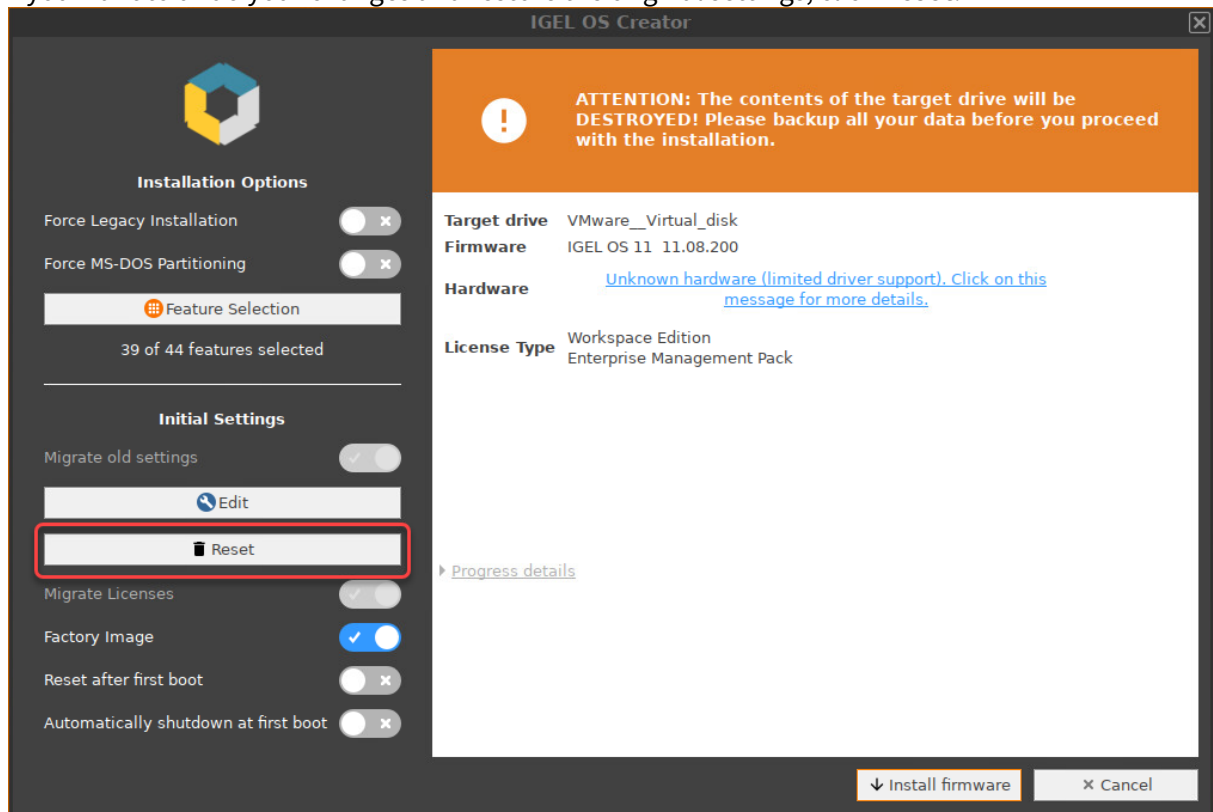 IGEL OS Creator
Installation Options
Force Legacy Installation
Force MS-DOS Partitioning
Feature Selection
39 of 44 features selected
Initial Settings
Migrate old settings
Edit
Reset
Migrate Licenses
Factory Image
Reset after first boot
Automatically shutdown at first boot
ATTENTION: The contents of the target drive will be
DESTROYED! Please backup all your data before you proceed
with the installation.
Target drive VMware__Virtual_disk
Firmware IGEL OS 11 11.08.200
Hardware Unknown hardware (limited driver support). Click on this
message for more details.
License Type Workspace Edition
Enterprise Management Pack
Progress details
Install firmware
Cancel